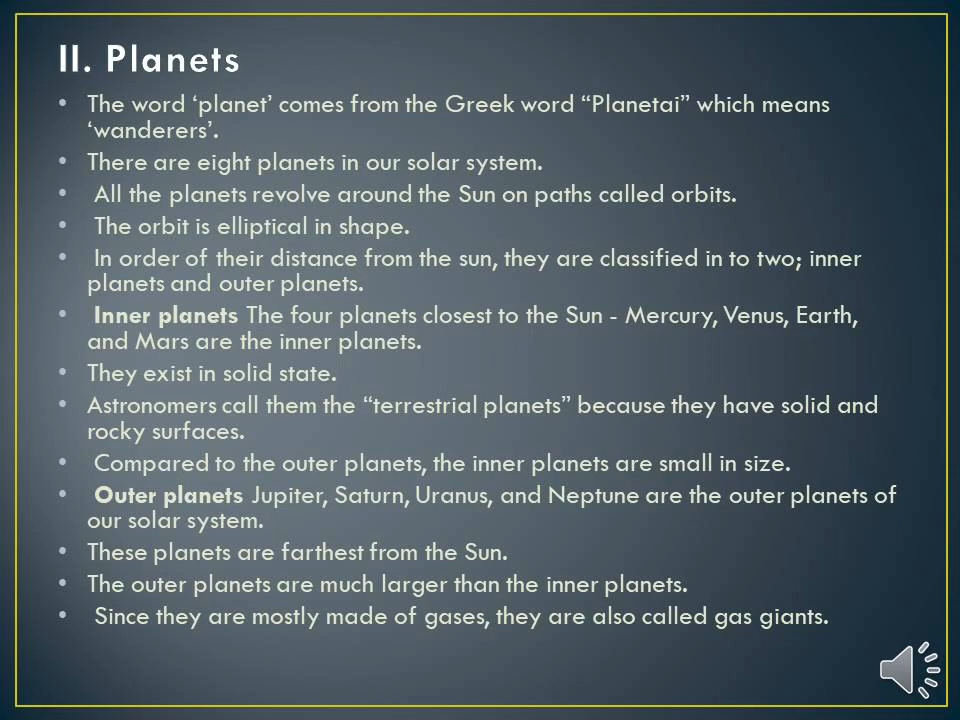 II. Planets
• The word ‘planet’ comes from the Greek word “Planetai” which means
‘wanderers’.
• There are eight planets in our solar system.
• All the planets revolve around the Sun on paths called orbits.
• The orbit is elliptical in shape.
• In order of their distance from the sun, they are classified in to two; inner
planets and outer planets.
• Inner planets The four planets closest to the Sun - Mercury, Venus, Earth,
and Mars are the inner planets.
• They exist in solid state.
• Astronomers call them the “terrestrial planets” because they have solid and
rocky surfaces.
• Compared to the outer planets, the inner planets are small in size.
• Outer planets Jupiter, Saturn, Uranus, and Neptune are the outer planets of
our solar system.
• These planets are farthest from the Sun.
• The outer planets are much larger than the inner planets.
• Since they are mostly made of gases, they are also called gas giants.